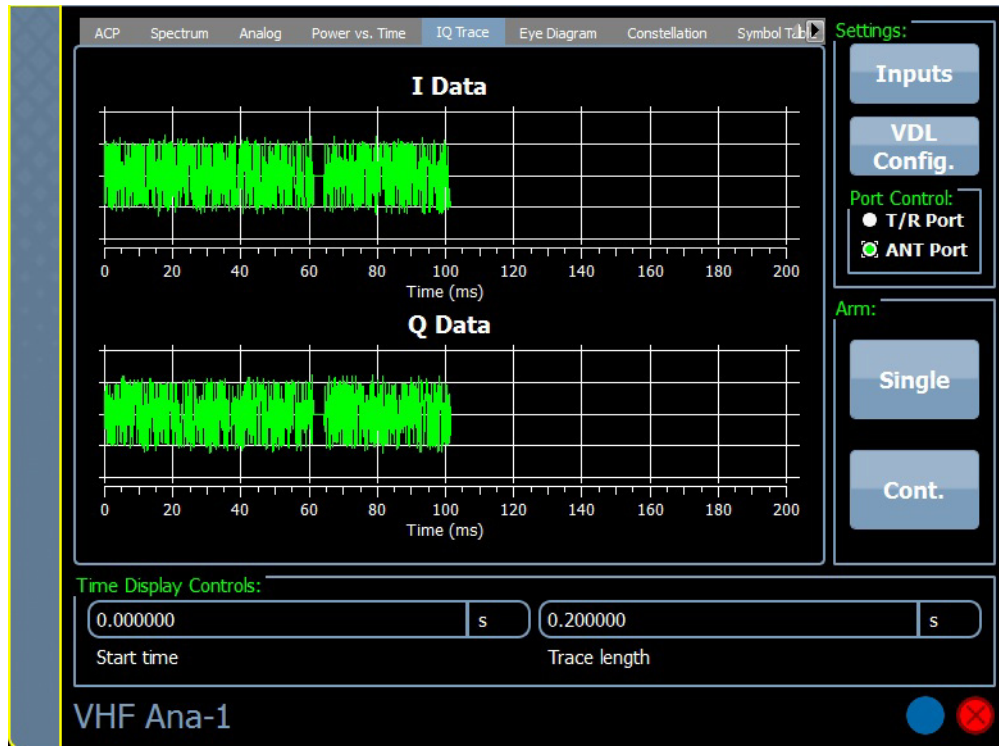 ACP Spectrum Analog Power vs. Time IQ Trace Eye Diagram Constellation Symbol Table
I Data
0 20 40 60 80 100 120 140 160 180 200
Time (ms)
Q Data
0 20 40 60 80 100 120 140 160 180 200
Time (ms)
Settings:
Inputs
VDL
Config.
Port Control:
T/R Port
ANT Port
Arm:
Single
Cont.
Time Display Controls:
0.000000 s 0.200000 s
Start time Trace length
VHF Ana-1